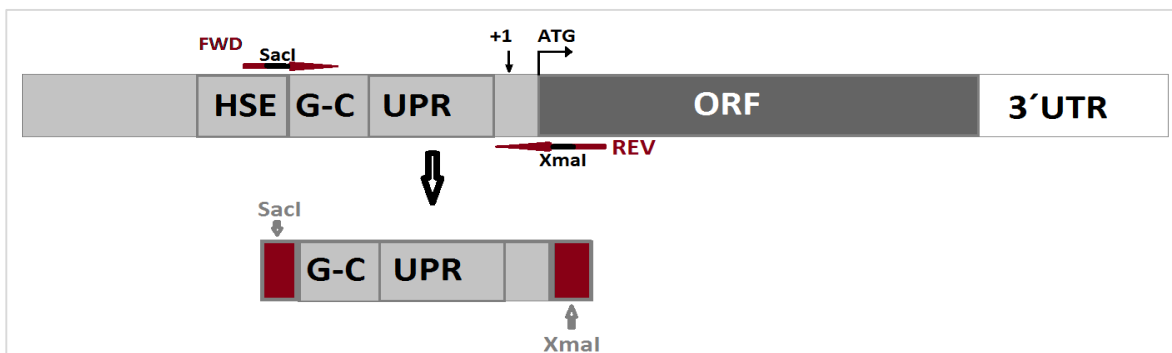 +1 ATG
FWD
SacI
HSE G-C UPR ORF 3´UTR
XmaI REV
SacI
G-C UPR
XmaI